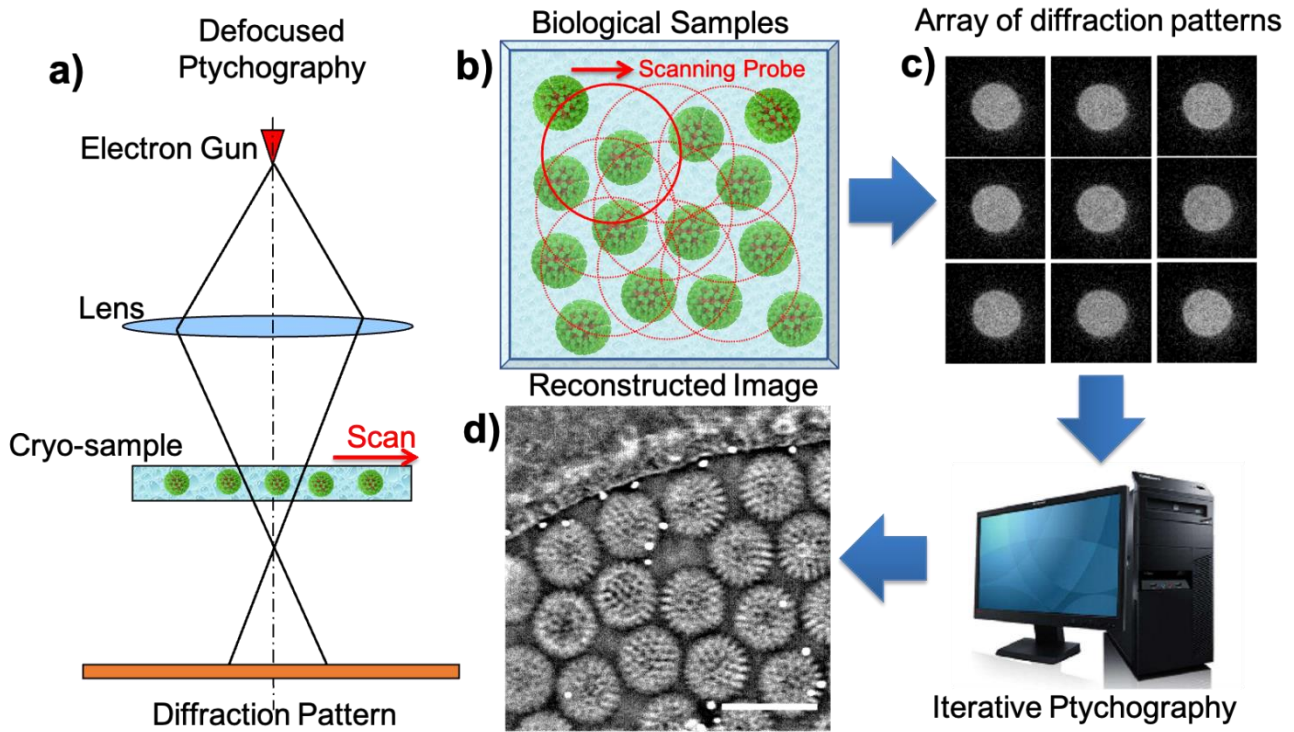 a)
Defocused
Ptychography
Electron Gun
Lens
Cryo-sample
Scan
Diffraction Pattern
b)
Biological Samples
Scanning Probe
Array of diffraction patterns
c)
Reconstructed Image
d)
Iterative Ptychography